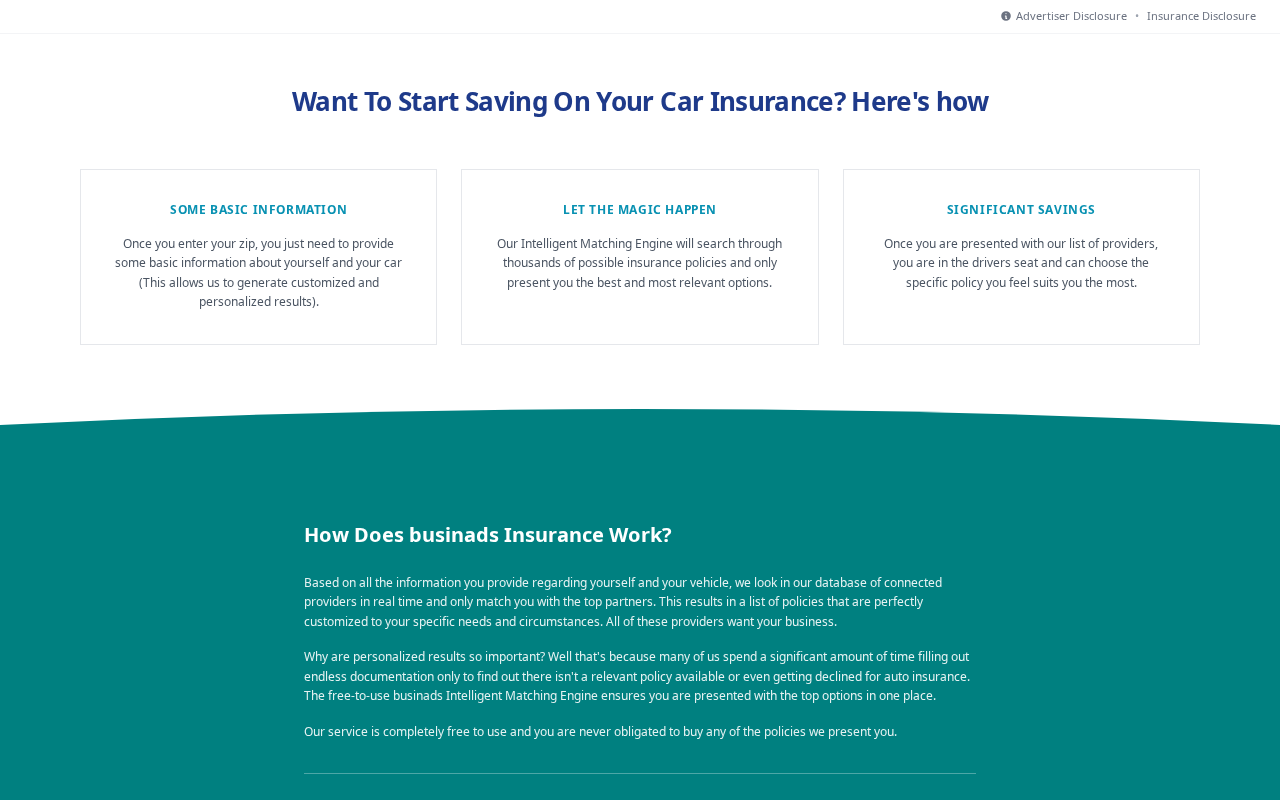 Advertiser Disclosure • Insurance Disclosure
Want To Start Saving On Your Car Insurance? Here's how
SOME BASIC INFORMATION
Once you enter your zip, you just need to provide
some basic information about yourself and your car
(This allows us to generate customized and
personalized results).
LET THE MAGIC HAPPEN
Our Intelligent Matching Engine will search through
thousands of possible insurance policies and only
present you the best and most relevant options.
SIGNIFICANT SAVINGS
Once you are presented with our list of providers,
you are in the drivers seat and can choose the
specific policy you feel suits you the most.
How Does businads Insurance Work?
Based on all the information you provide regarding yourself and your vehicle, we look in our database of connected
providers in real time and only match you with the top partners. This results in a list of policies that are perfectly
customized to your specific needs and circumstances. All of these providers want your business.
Why are personalized results so important? Well that's because many of us spend a significant amount of time filling out
endless documentation only to find out there isn't a relevant policy available or even getting declined for auto insurance.
The free-to-use businads Intelligent Matching Engine ensures you are presented with the top options in one place.
Our service is completely free to use and you are never obligated to buy any of the policies we present you.